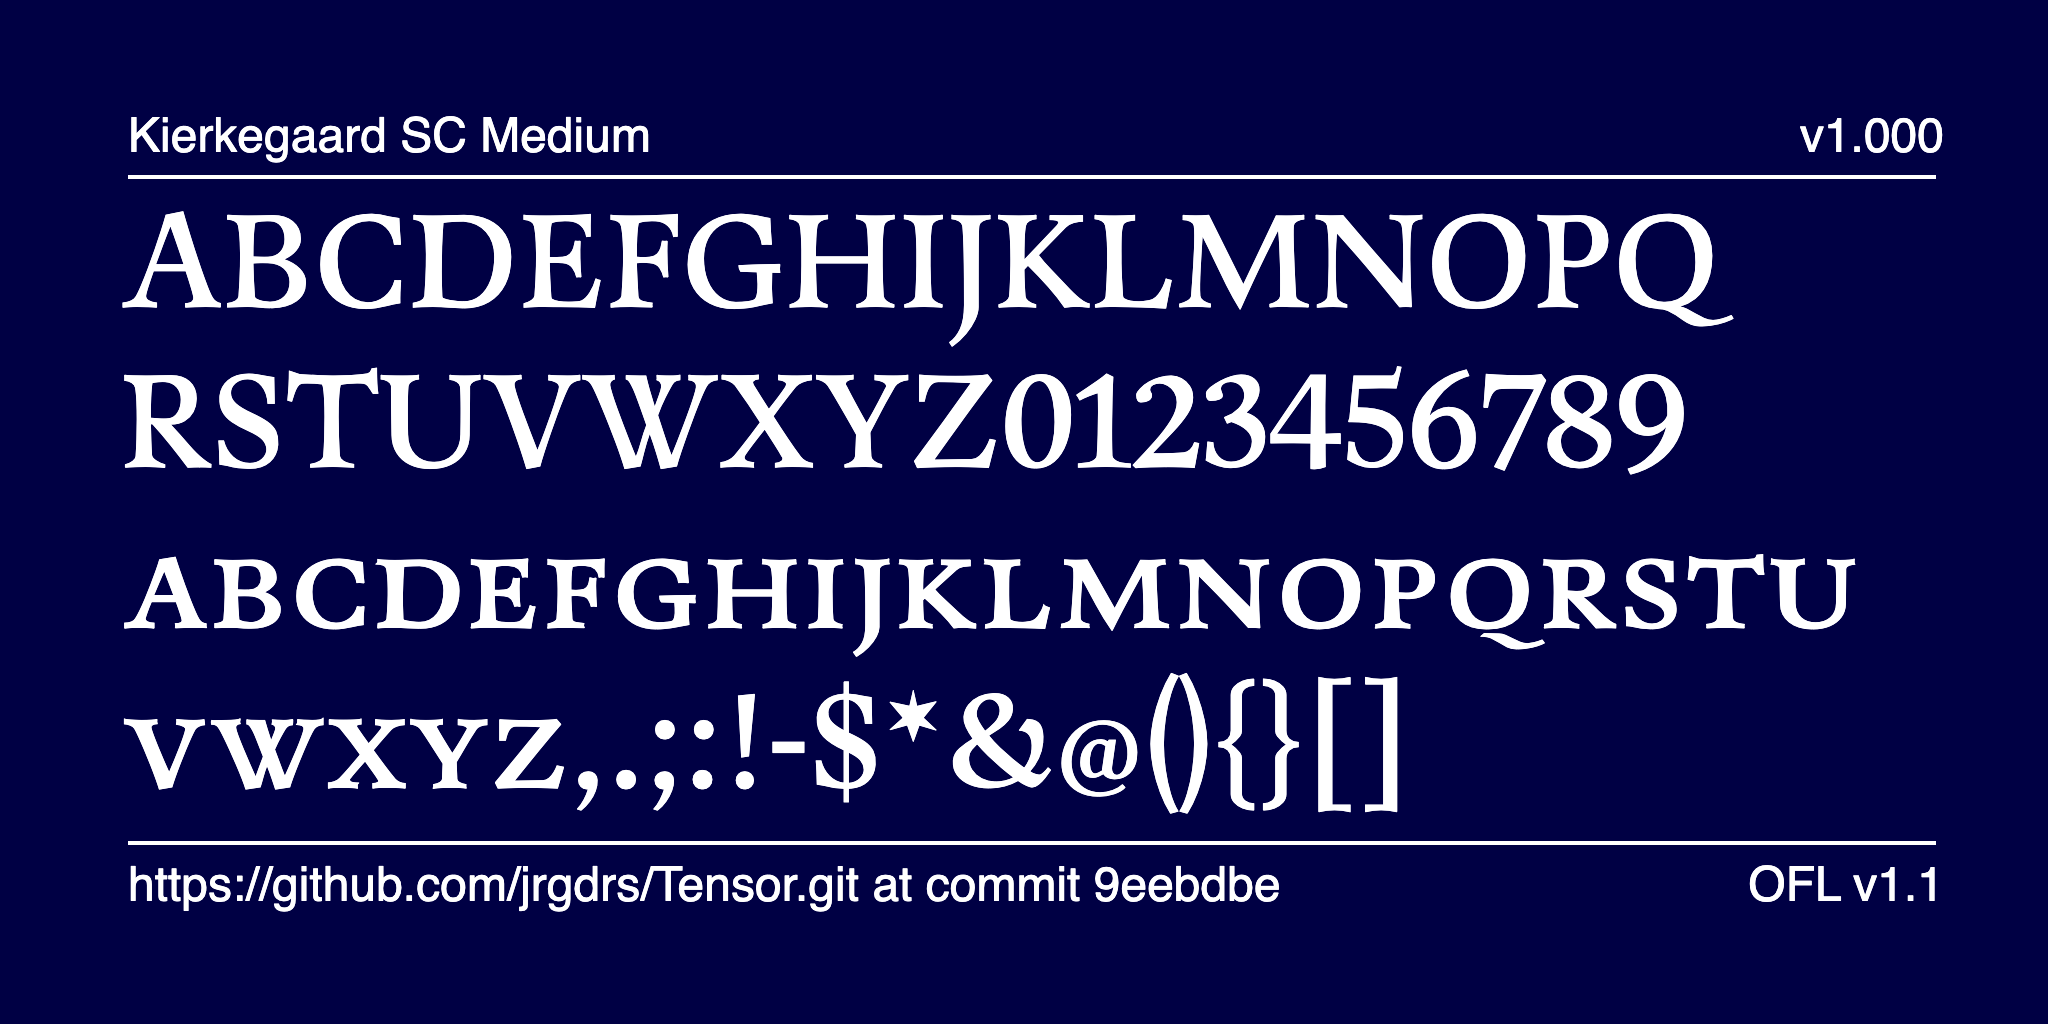 Kierkegaard SC Medium
v1.000
ABCDEFGHIJKLMNOPQ
RSTUVWXYZ0123456789
ABCDEFGHIJKLMNOPQRSTU
VWXYZ,.;:!-$*&@(){}[]
https://github.com/jrgdrs/Tensor.git at commit 9eebdbe
OFL v1.1